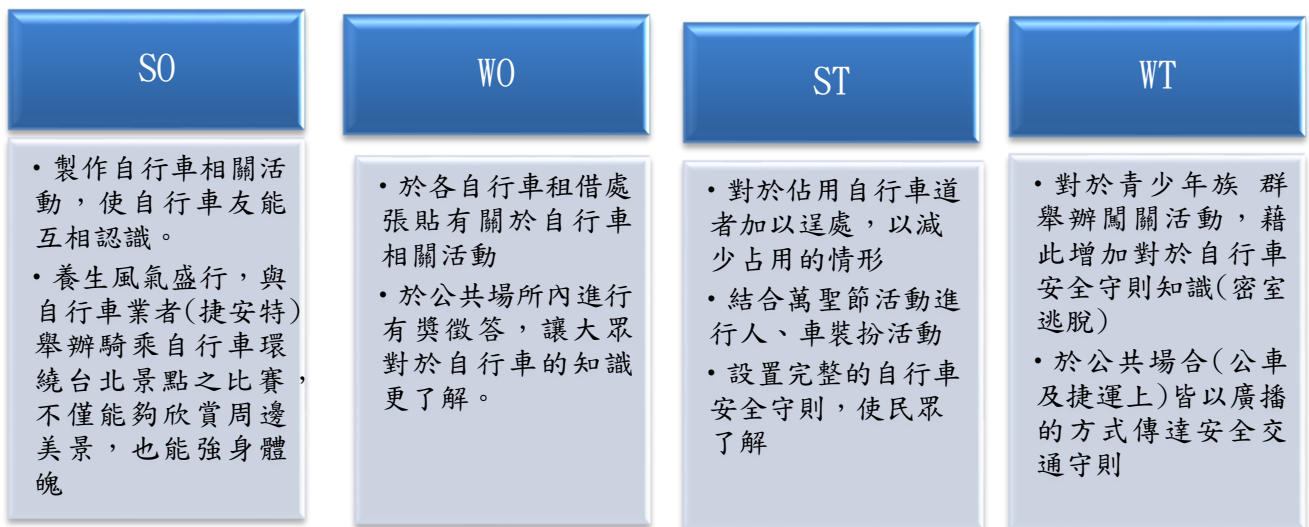 SO
・製作自行車相關活
動，使自行車友能
互相認識。
・養生風氣盛行，與
自行車業者(捷安特)
舉辦騎乘自行車環
繞台北景點之比賽，
不僅能夠欣賞周邊
美景，也能強身體
魄
WO
・於各自行車租借處
張貼有關於自行車
相關活動
・於公共場所內進行
有獎徵答，讓大眾
對於自行車的知識
更了解。
ST
・對於佔用自行車道
者加以逞處，以減
少占用的情形
・結合萬聖節活動進
行人、車裝扮活動
・設置完整的自行車
安全守則，使民眾
了解
WT
・對於青少年族 群
舉辦闖關活動，藉
此增加對於自行車
安全守則知識(密室
逃脫)
・於公共場合(公車
及捷運上)皆以廣播
的方式傳達安全交
通守則